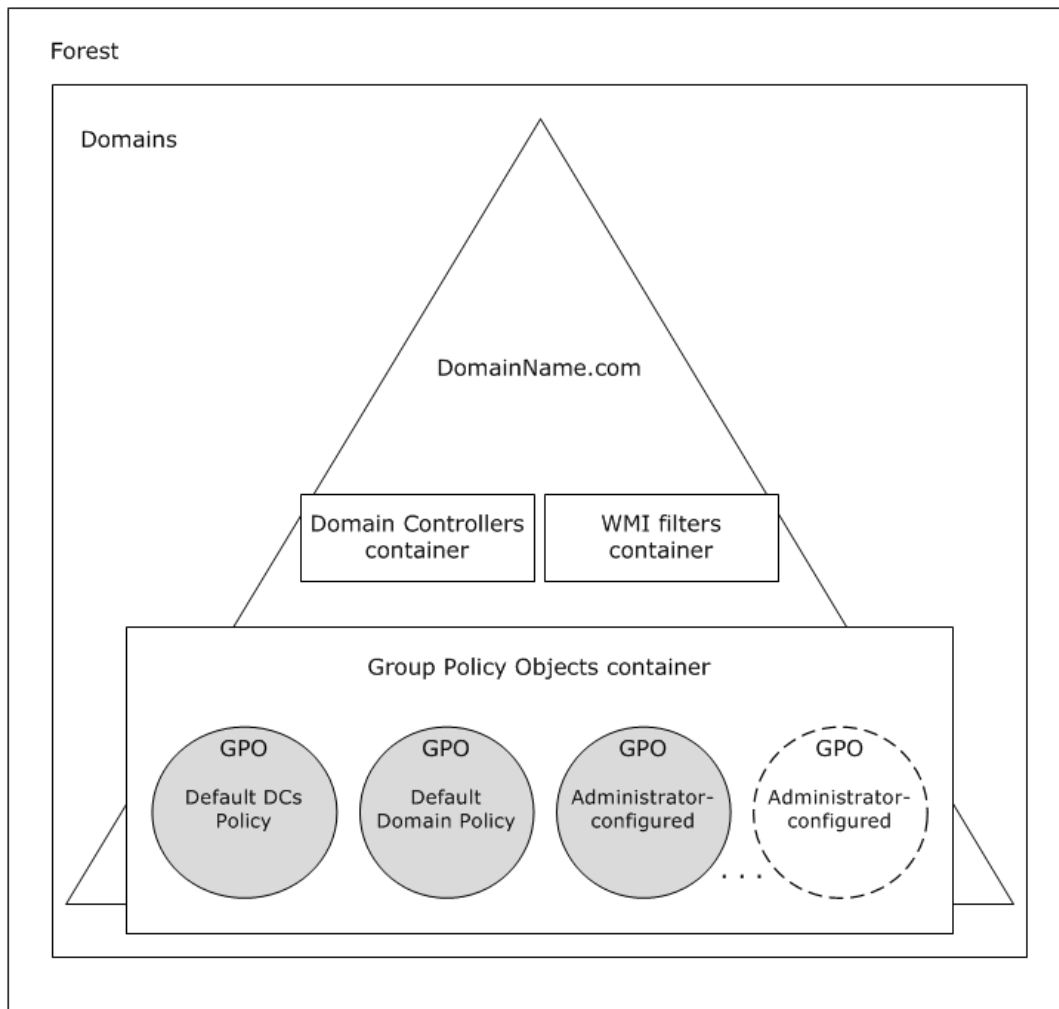 Forest
Domains
DomainName.com
Domain Controllers
container
WMI filters
container
Group Policy Objects container
GPO
Default DCs
Policy
GPO
Default
Domain Policy
GPO
Administrator-
configured
. . .
GPO
Administrator-
configured